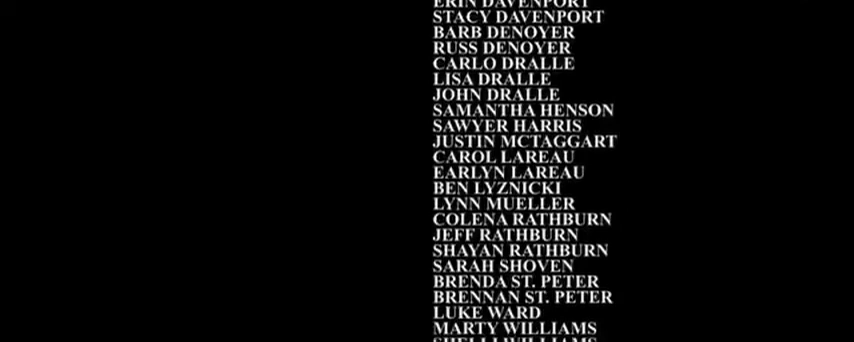 ERIN DAVENPORT
STACY DAVENPORT
BARB DENOYER
RUSS DENOYER
CARLO DRALLE
LISA DRALLE
JOHN DRALLE
SAMANTHA HENSON
SAWYER HARRIS
JUSTIN MCTAGGART
CAROL LAREAU
EARLYN LAREAU
BEN LYZNICKI
LYNN MUELLER
COLENA RATHBURN
JEFF RATHBURN
SHAYAN RATHBURN
SARAH SHOVEN
BRENDA ST. PETER
BRENNAN ST. PETER
LUKE WARD
MARTY WILLIAMS